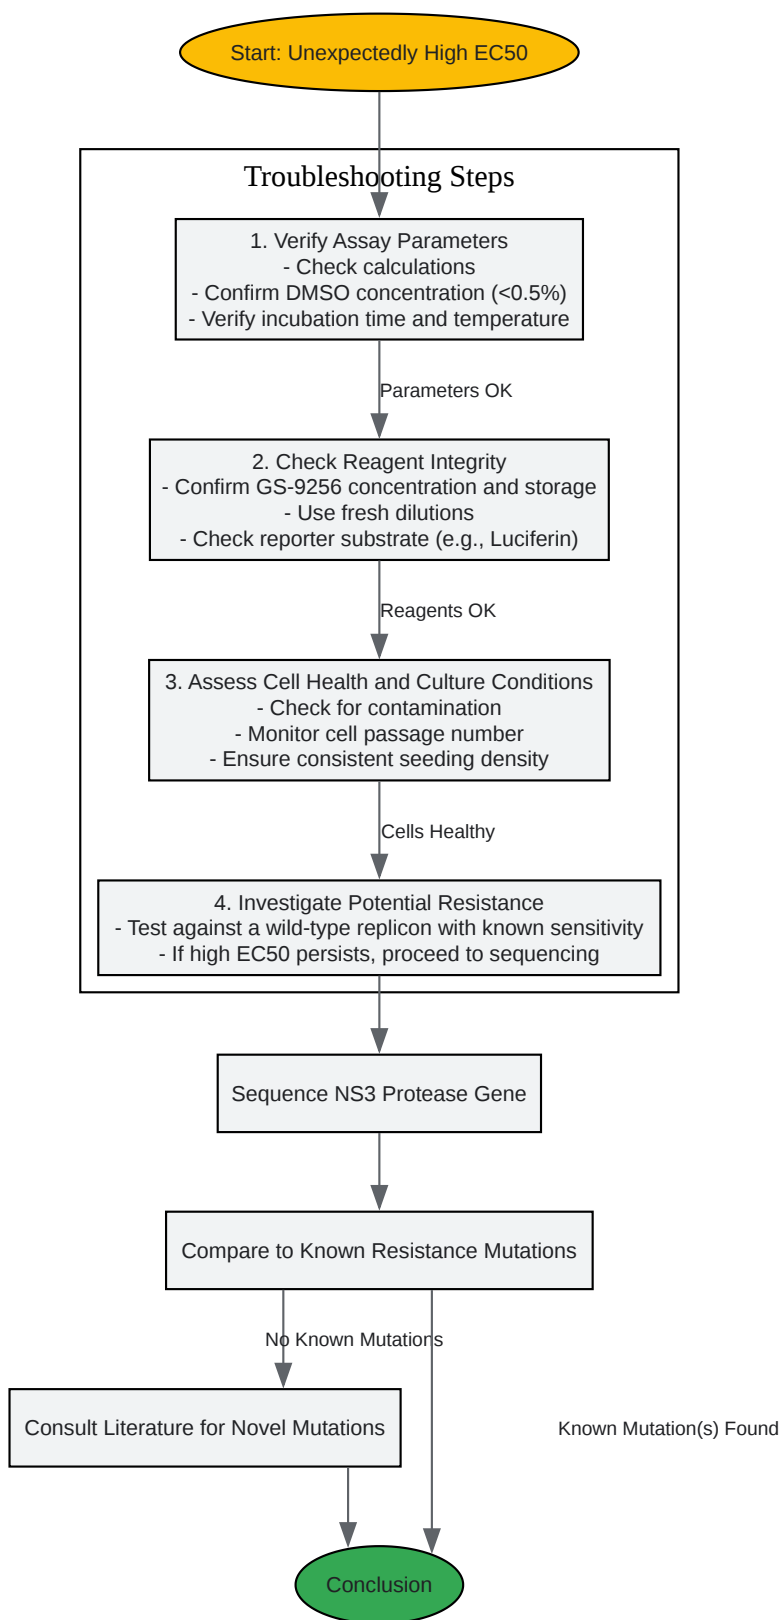 Start: Unexpectedly High EC50
Troubleshooting Steps
1. Verify Assay Parameters
- Check calculations
- Confirm DMSO concentration (<0.5%)
- Verify incubation time and temperature
Parameters OK
2. Check Reagent Integrity
- Confirm GS-9256 concentration and storage
- Use fresh dilutions
- Check reporter substrate (e.g., Luciferin)
Reagents OK
3. Assess Cell Health and Culture Conditions
- Check for contamination
- Monitor cell passage number
- Ensure consistent seeding density
Cells Healthy
4. Investigate Potential Resistance
- Test against a wild-type replicon with known sensitivity
- If high EC50 persists, proceed to sequencing
Sequence NS3 Protease Gene
Compare to Known Resistance Mutations
No Known Mutations
Consult Literature for Novel Mutations
Known Mutation(s) Found
Conclusion